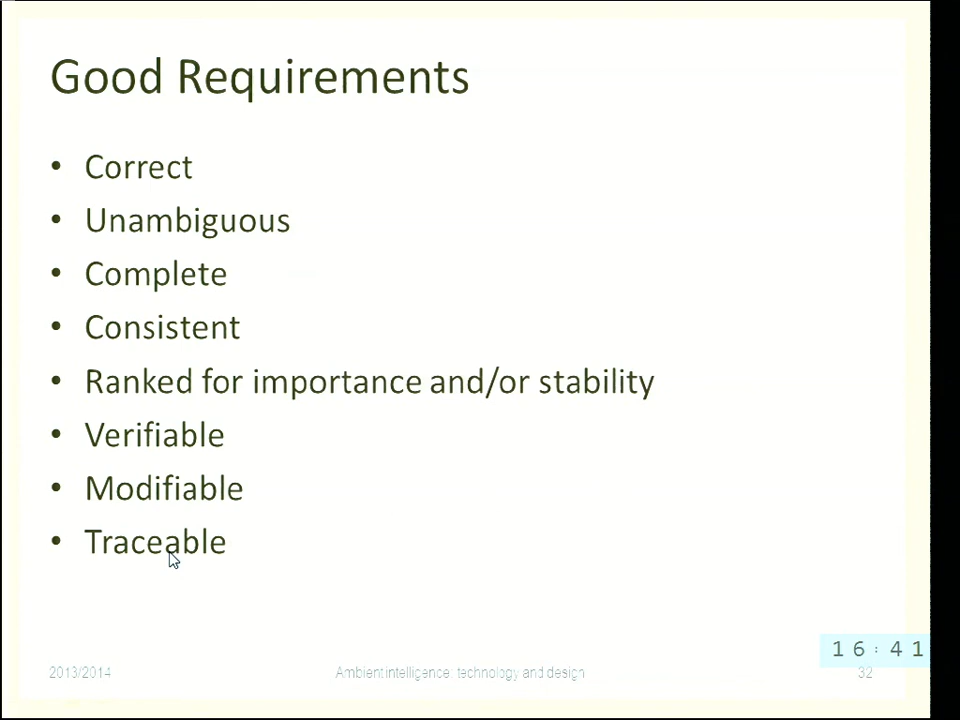 Good Requirements
• Correct
• Unambiguous
• Complete
• Consistent
• Ranked for importance and/or stability
• Verifiable
• Modifiable
• Traceable
16:41
2013/2014
Ambient intelligence: technology and design
32